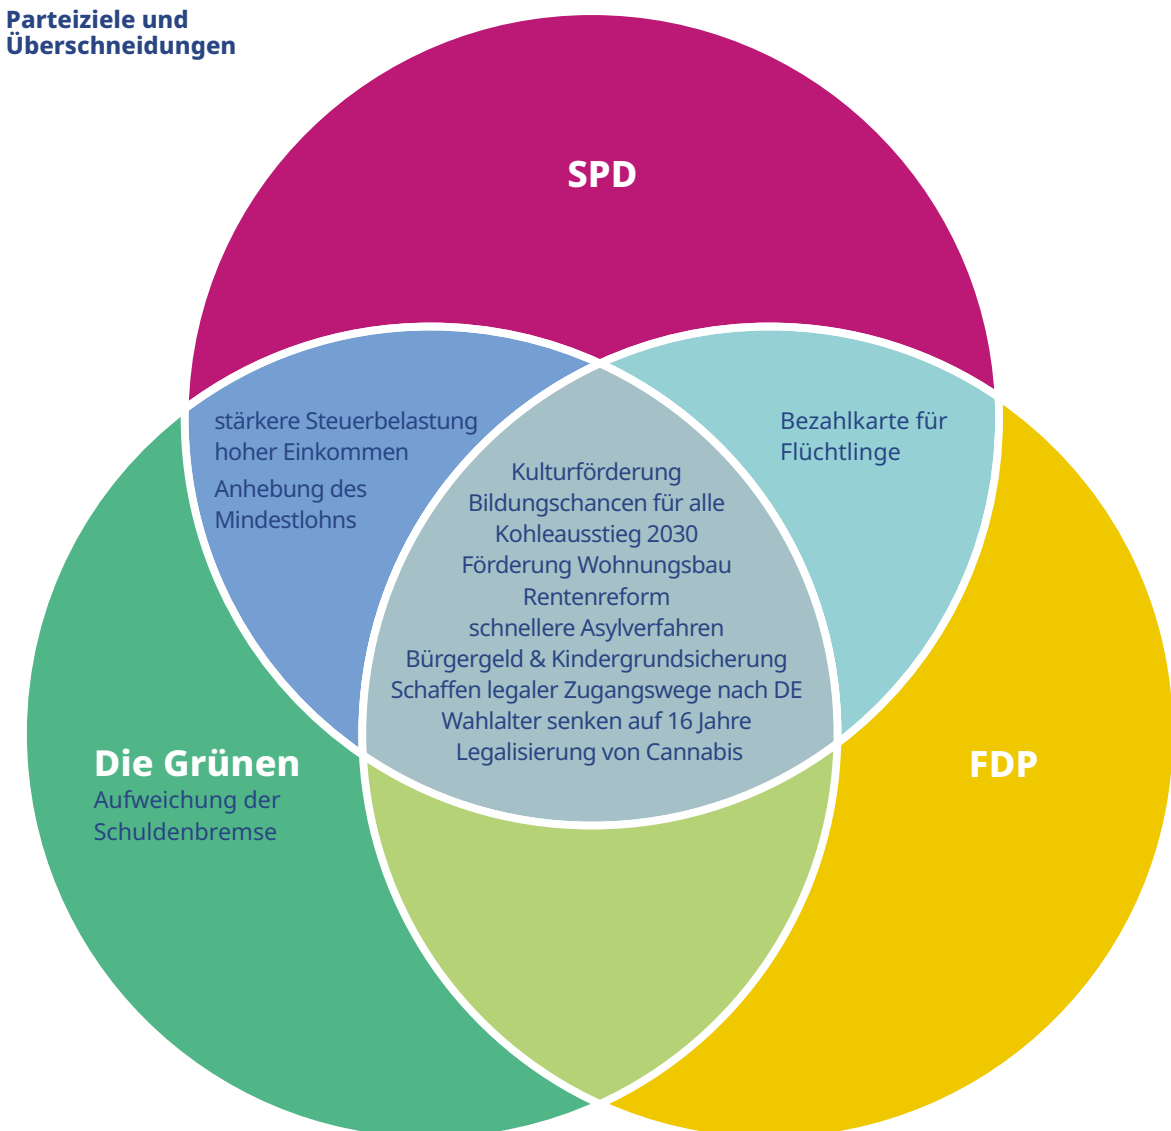 Parteiziele und
Überschneidungen
SPD
stärkere Steuerbelastung
hoher Einkommen
Anhebung des
Mindestlohns
Bezahlkarte für
Flüchtlinge
Kulturförderung
Bildungschancen für alle
Kohleausstieg 2030
Förderung Wohnungsbau
Rentenreform
schnellere Asylverfahren
Bürgergeld & Kindergrundsicherung
Schaffen legaler Zugangswege nach DE
Wahlalter senken auf 16 Jahre
Legalisierung von Cannabis
Die Grünen
Aufweichung der
Schuldenbremse
FDP